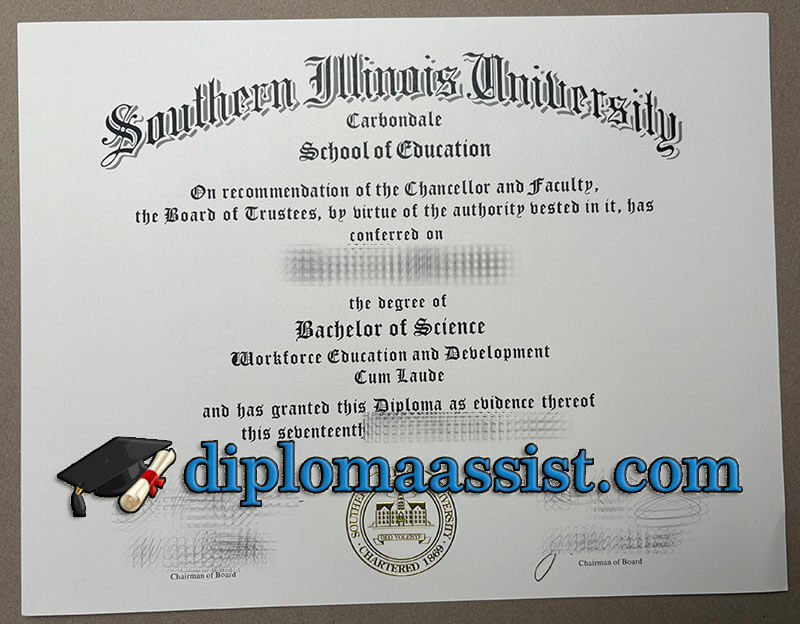 Southern Illinois University
Carbondale
School of Education
On recommendation of the Chancellor and Faculty,
the Board of Trustees, by virtue of the authority vested in it, has
conferred on
the degree of
Bachelor of Science
Workforce Education and Development
Cum Laude
and has granted this Diploma as evidence thereof
this seventeenth
diplomaassist.com
President
SOUTHERN UNIVERSITY
DEO VOLENTE
CHARTERED 1869
Chairman of Board
Chairman of Board